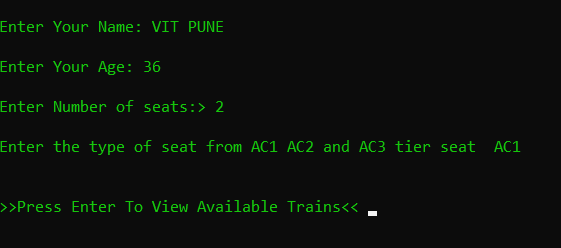 Enter Your Name: VIT PUNE
Enter Your Age: 36
Enter Number of seats:> 2
Enter the type of seat from AC1 AC2 and AC3 tier seat  AC1
>>Press Enter To View Available Trains<<